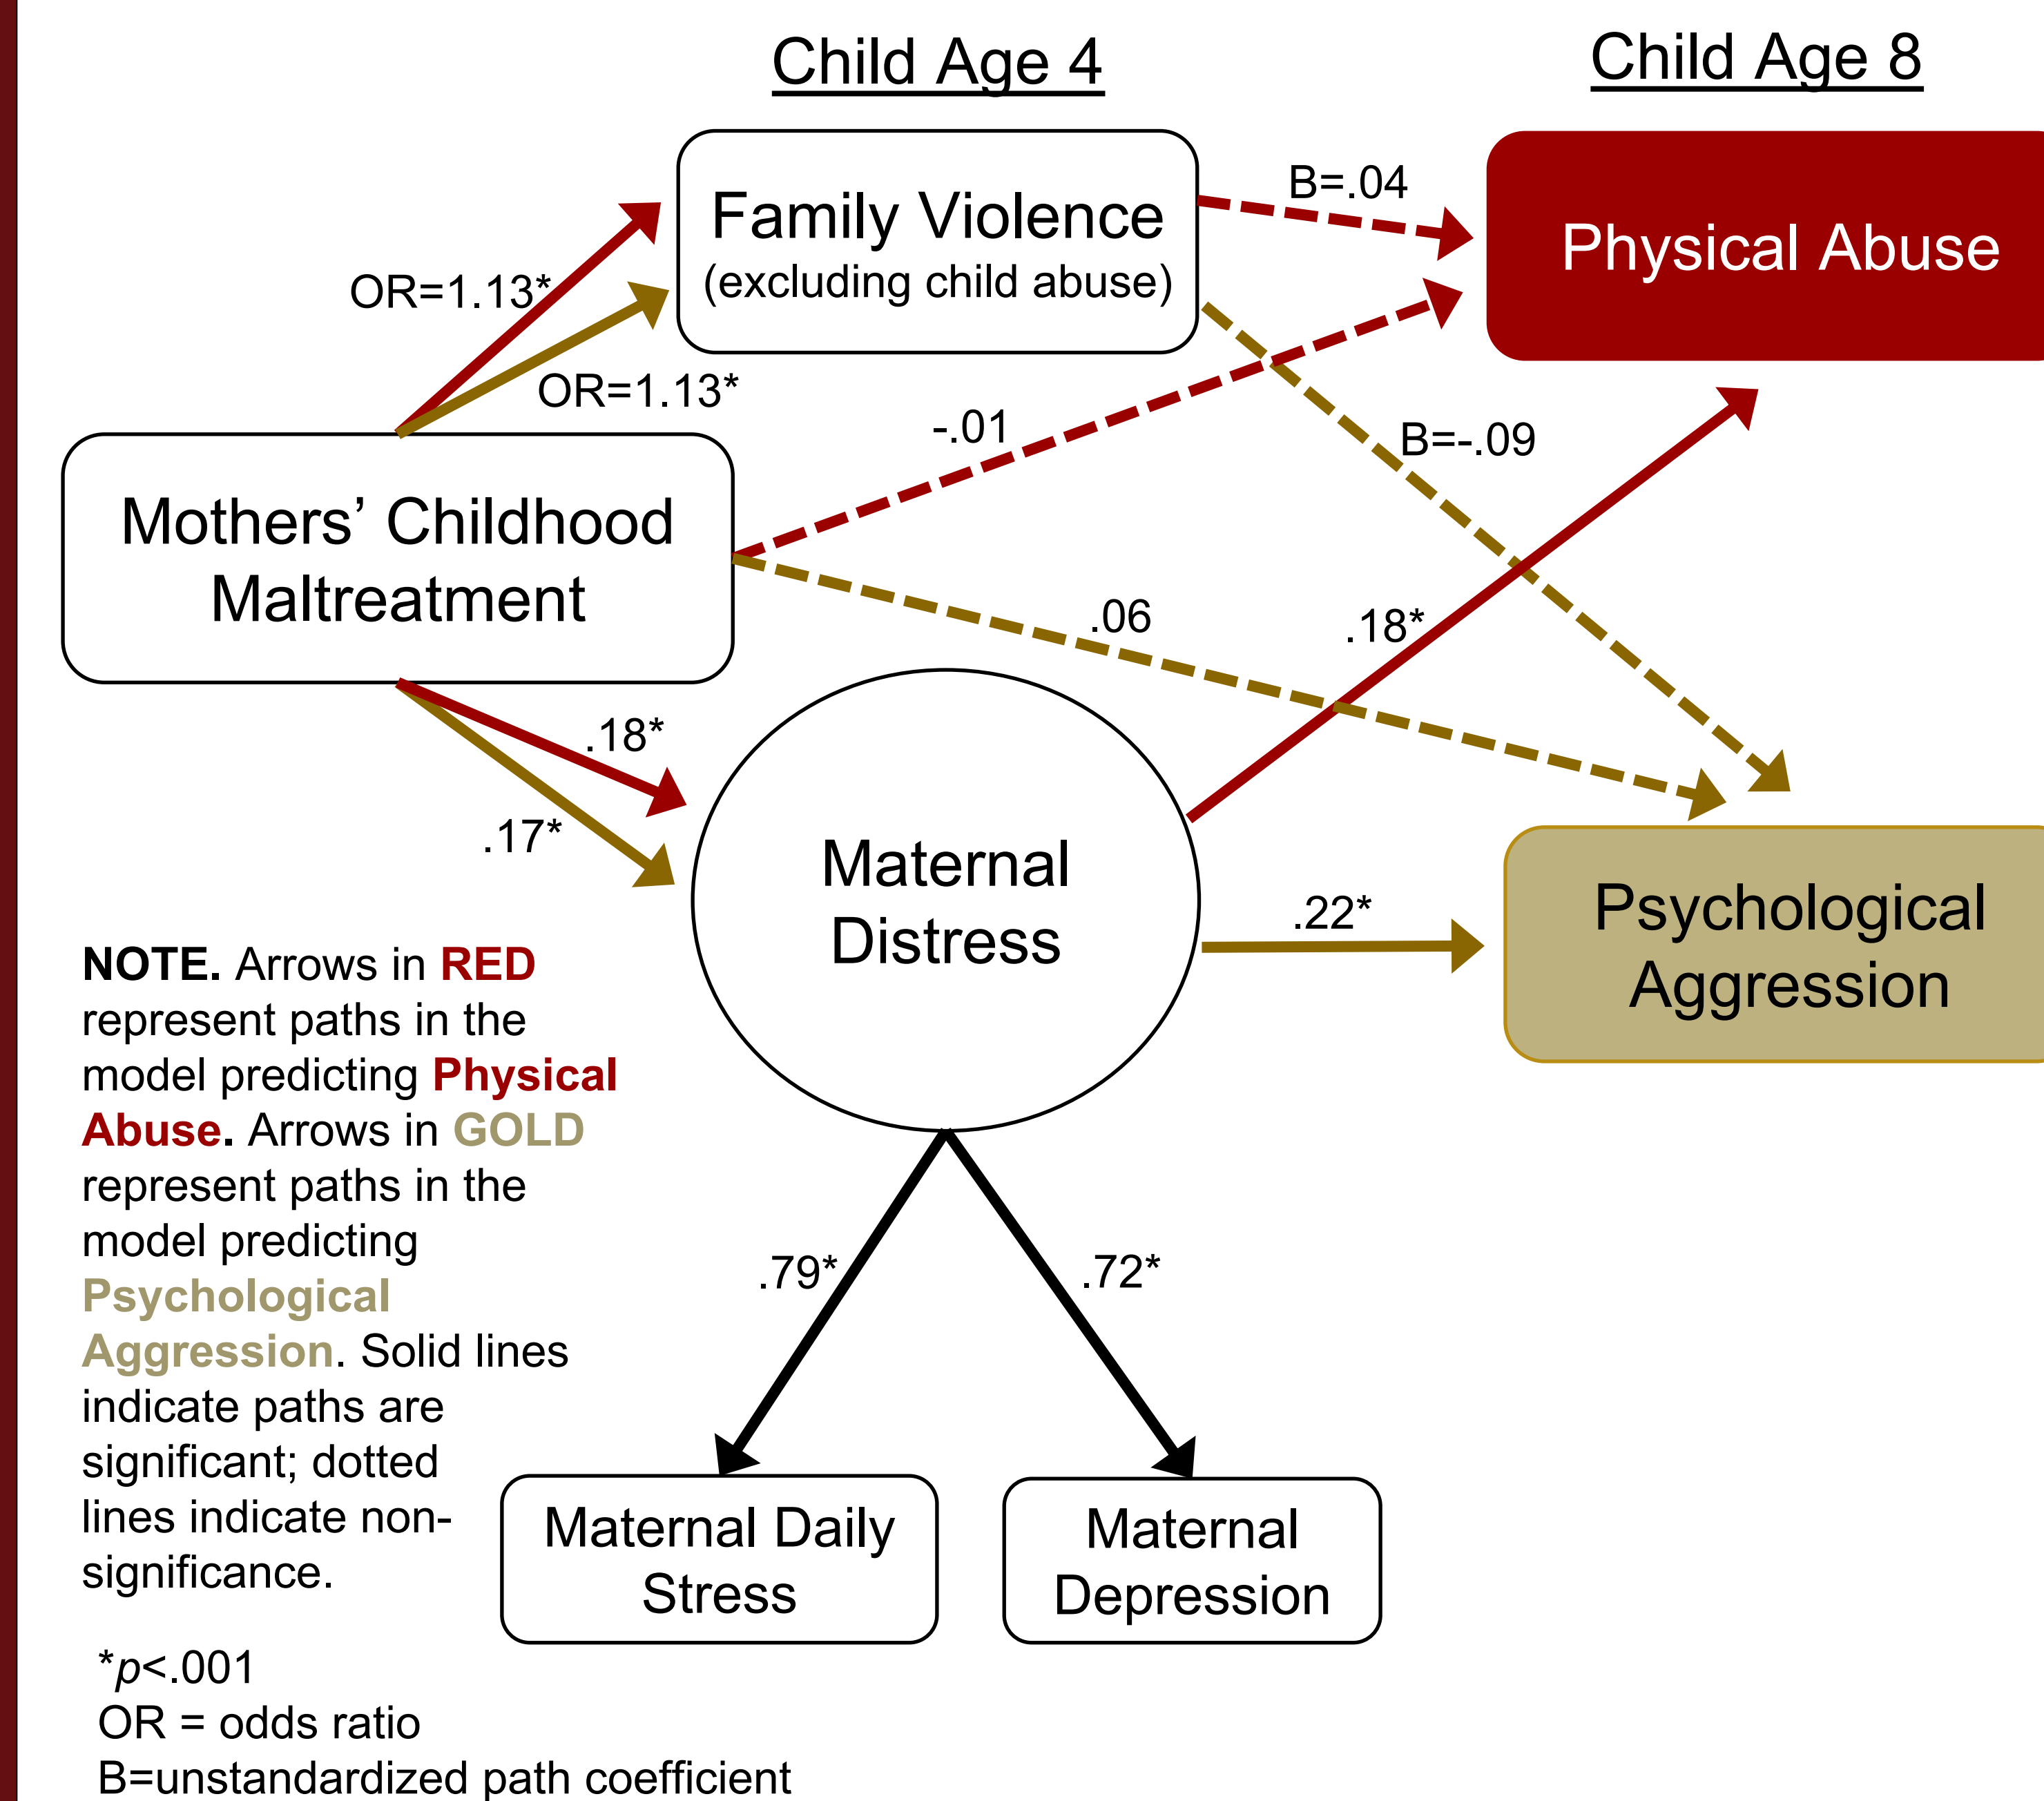 Child Age 4
Child Age 8
Family Violence
(excluding child abuse)
B=.04
Physical Abuse
OR=1.13*
OR=1.13*
-.01
B=-.09
Mothers’ Childhood
Maltreatment
.06
.18*
.18*
.17*
Maternal
Distress
.22*
Psychological
Aggression
NOTE. Arrows in RED
represent paths in the
model predicting Physical
Abuse. Arrows in GOLD
represent paths in the
model predicting
Psychological
Aggression. Solid lines
indicate paths are
significant; dotted
lines indicate non-
significance.
.79*
.72*
Maternal Daily
Stress
Maternal
Depression
*p<.001
OR = odds ratio
B=unstandardized path coefficient